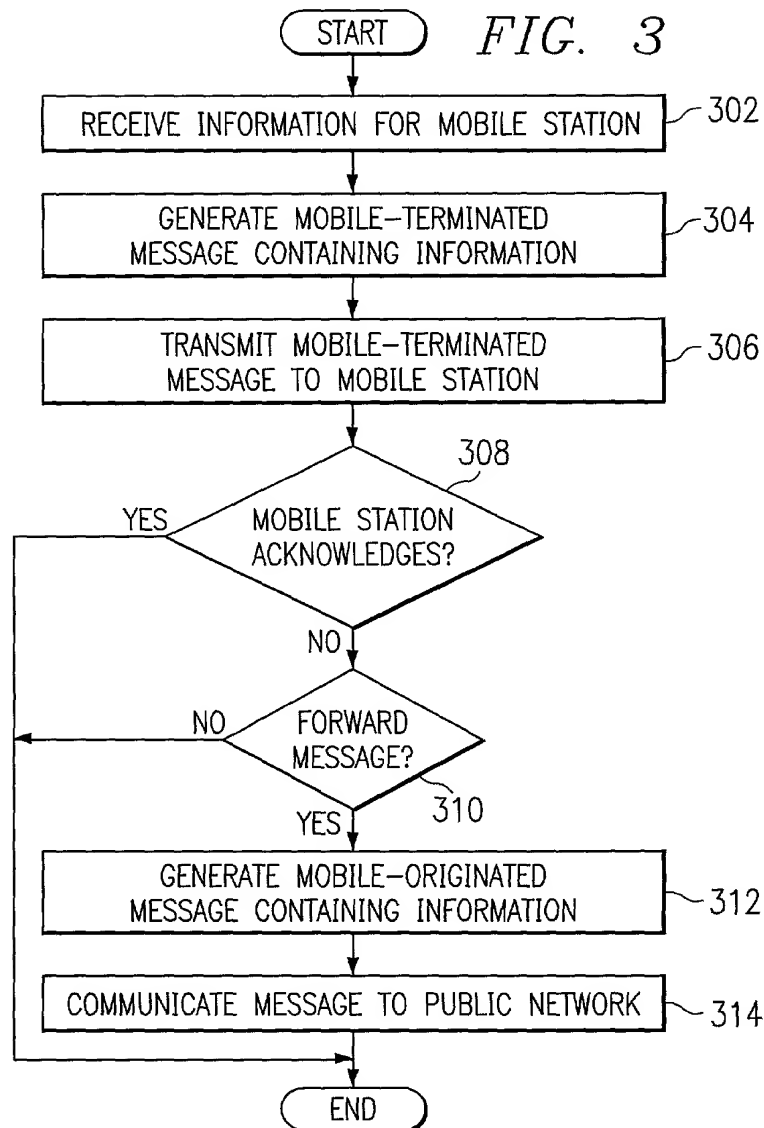 START
FIG. 3
RECEIVE INFORMATION FOR MOBILE STATION
302
GENERATE MOBILE-TERMINATED
MESSAGE CONTAINING INFORMATION
304
TRANSMIT MOBILE-TERMINATED
MESSAGE TO MOBILE STATION
306
308
YES
MOBILE STATION
ACKNOWLEDGES?
NO
NO
FORWARD
MESSAGE?
310
YES
GENERATE MOBILE-ORIGINATED
MESSAGE CONTAINING INFORMATION
312
COMMUNICATE MESSAGE TO PUBLIC NETWORK
314
END